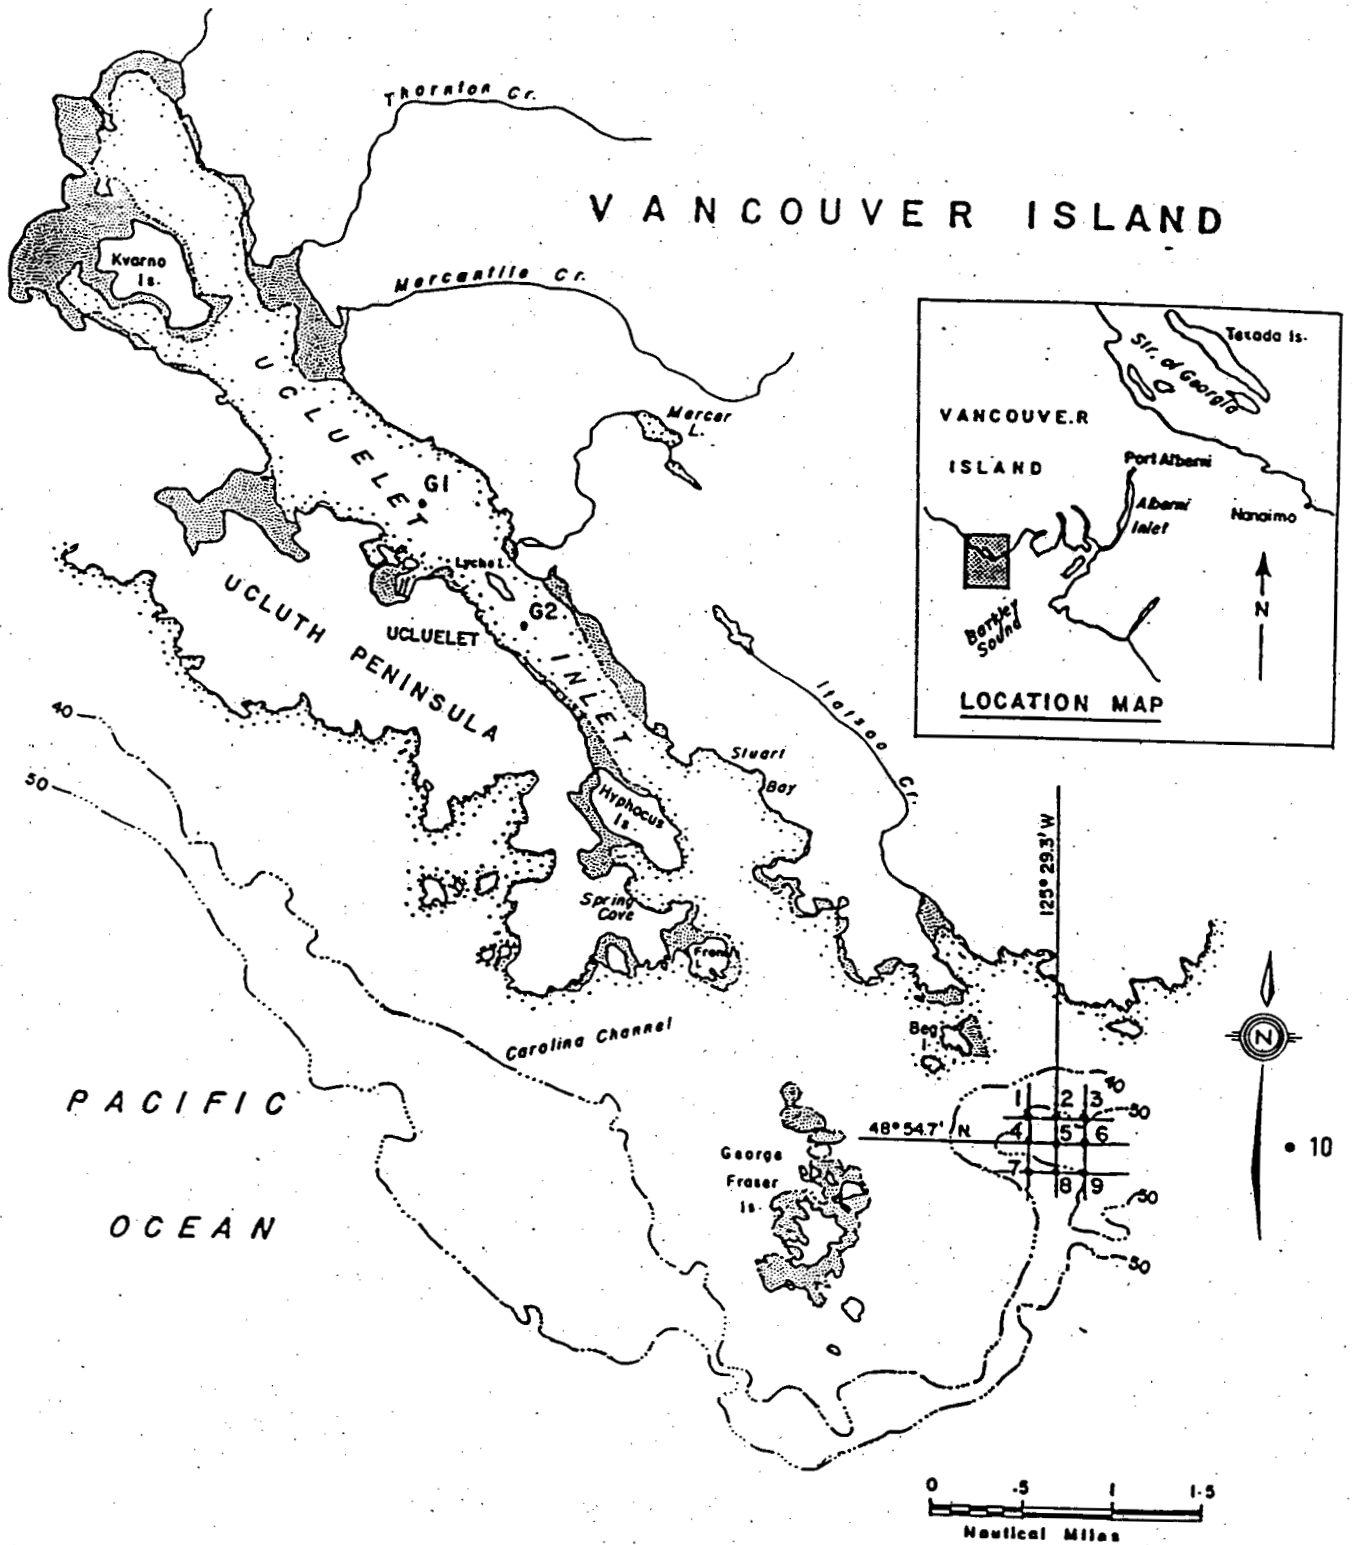 Thornton Cr.
VANCOUVER ISLAND
Kvarno
Is.
Mercantile Cr.
Texada Is.
Str. of Georgia
VANCOUVER
ISLAND
Port Alberni
Alberni
Inlet
Nanaimo
N
Barkley
Sound
LOCATION MAP
UCLUELET
Mercer
L.
G1
Lyche I.
G2
INLET
UCLUTH PENINSULA
UCLUELET
40
50
Stuart
Bay
Itatsoo Cr.
Hyphocus
Is.
125° 29.3' W
Spring
Cove
Beg
I.
N
Carolina Channel
PACIFIC
OCEAN
40
1 2 3
50
48° 54.7' N
4 5 6
10
George
Fraser
Is.
7 8 9
50
50
0 .5 1 1.5
Nautical Miles